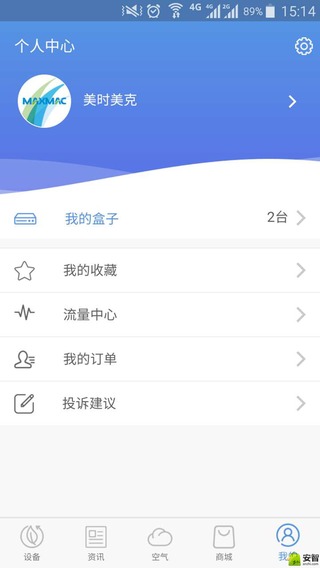 4G 4G 2G 89% 15:14
个人中心
MAXMAC
美时美克
我的盒子 2台
我的收藏
流量中心
我的订单
投诉建议
设备 资讯 空气 商城 我的
安智